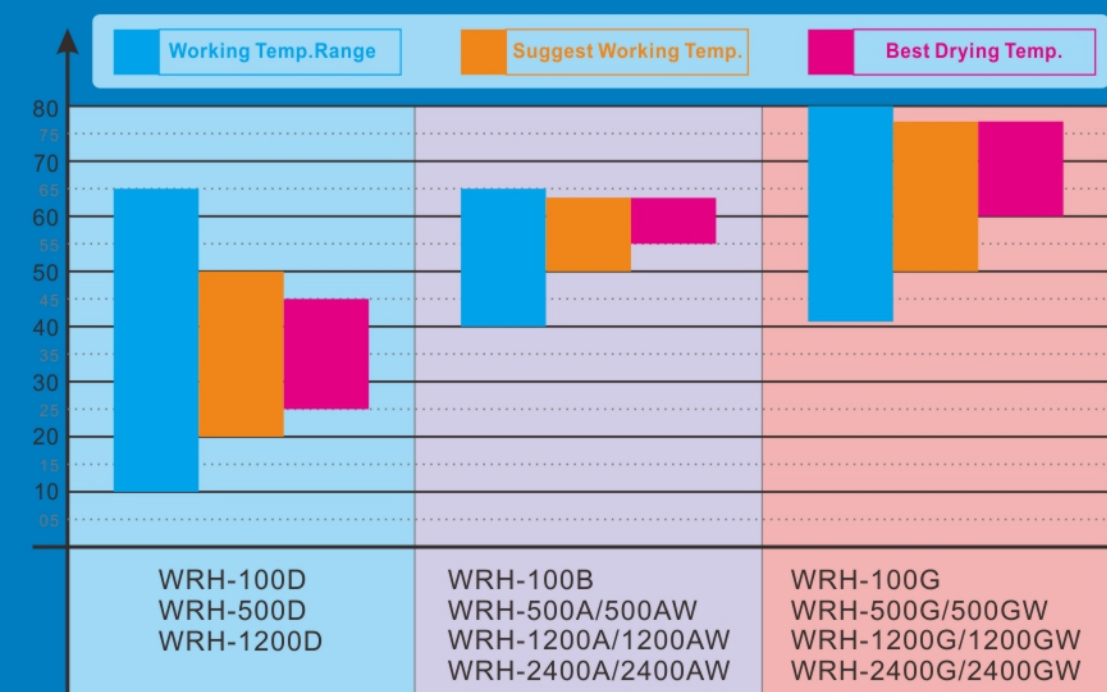 Working Temp.Range
Suggest Working Temp.
Best Drying Temp.
80
75
70
65
60
55
50
45
40
35
30
25
20
15
10
05
WRH-100D
WRH-500D
WRH-1200D
WRH-100B
WRH-500A/500AW
WRH-1200A/1200AW
WRH-2400A/2400AW
WRH-100G
WRH-500G/500GW
WRH-1200G/1200GW
WRH-2400G/2400GW